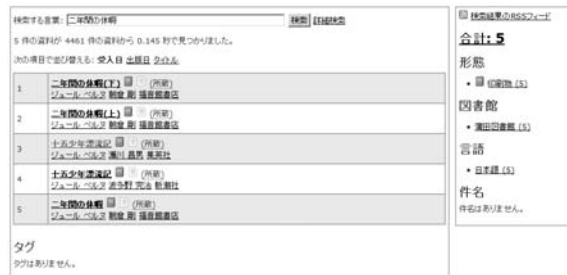 検索する言葉: 二年間の休暇 検索 詳細検索
5 件の資料が 4461 件の資料から 0.145 秒で見つかりました。
次の項目で並び替える: 受入日 出版日 タイトル
1 二年間の休暇(下) (所蔵)
ジュール ベルヌ 朝倉 剛 福音館書店
2 二年間の休暇(上) (所蔵)
ジュール ベルヌ 朝倉 剛 福音館書店
3 十五少年漂流記 (所蔵)
ジュール ベルヌ 瀬川 昌男 集英社
4 十五少年漂流記 (所蔵)
ジュール ベルヌ 波多野 完治 新潮社
5 二年間の休暇 (所蔵)
ジュール ベルヌ 朝倉 剛 福音館書店
タグ
タグはありません。
検索結果のRSSフィード
合計: 5
形態
印刷物 (5)
図書館
図書館 (5)
言語
日本語 (5)
件名
件名はありません。